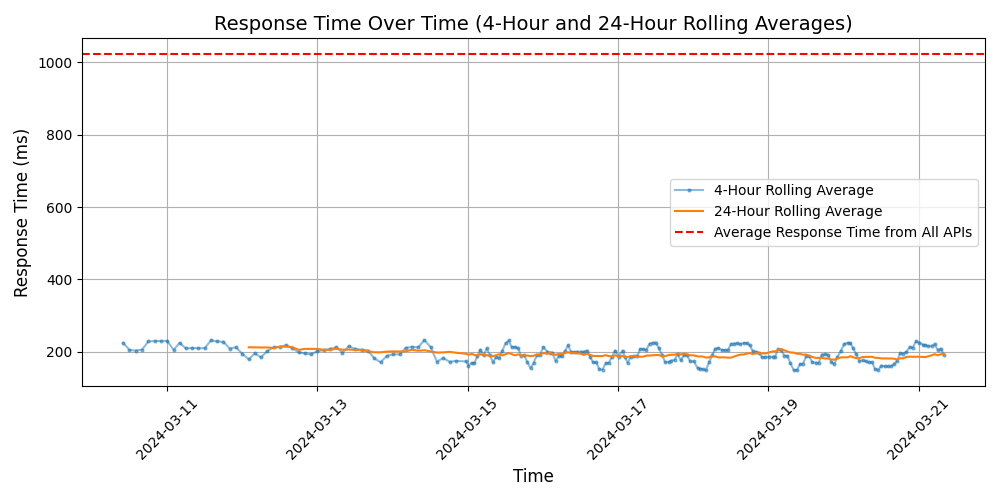 Response Time Over Time (4-Hour and 24-Hour Rolling Averages)
Response Time (ms)
1000
800
600
400
200
4-Hour Rolling Average
24-Hour Rolling Average
Average Response Time from All APIs
2024-03-11
2024-03-13
2024-03-15
2024-03-17
2024-03-19
2024-03-21
Time